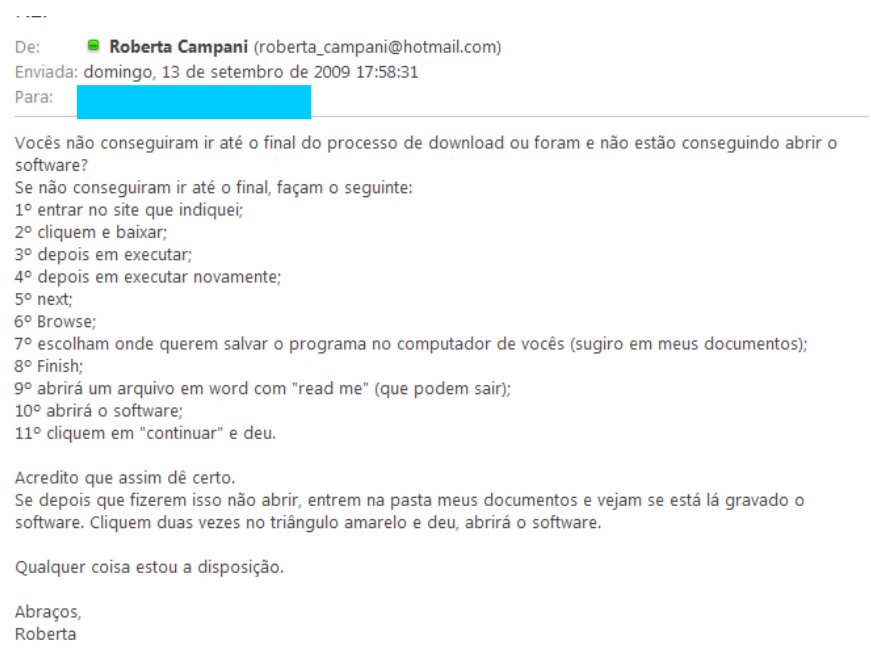 De: Roberta Campani (roberta_campani@hotmail.com)
Enviada: domingo, 13 de setembro de 2009 17:58:31
Para:
Vocês não conseguiram ir até o final do processo de download ou foram e não estão conseguindo abrir o
software?
Se não conseguiram ir até o final, façam o seguinte:
1º entrar no site que indiquei;
2º cliquem e baixar;
3º depois em executar;
4º depois em executar novamente;
5º next;
6º Browse;
7º escolham onde querem salvar o programa no computador de vocês (sugiro em meus documentos);
8º Finish;
9º abrirá um arquivo em word com "read me" (que podem sair);
10º abrirá o software;
11º cliquem em "continuar" e deu.
Acredito que assim dê certo.
Se depois que fizerem isso não abrir, entrem na pasta meus documentos e vejam se está lá gravado o
software. Cliquem duas vezes no triângulo amarelo e deu, abrirá o software.
Qualquer coisa estou a disposição.
Abraços,
Roberta